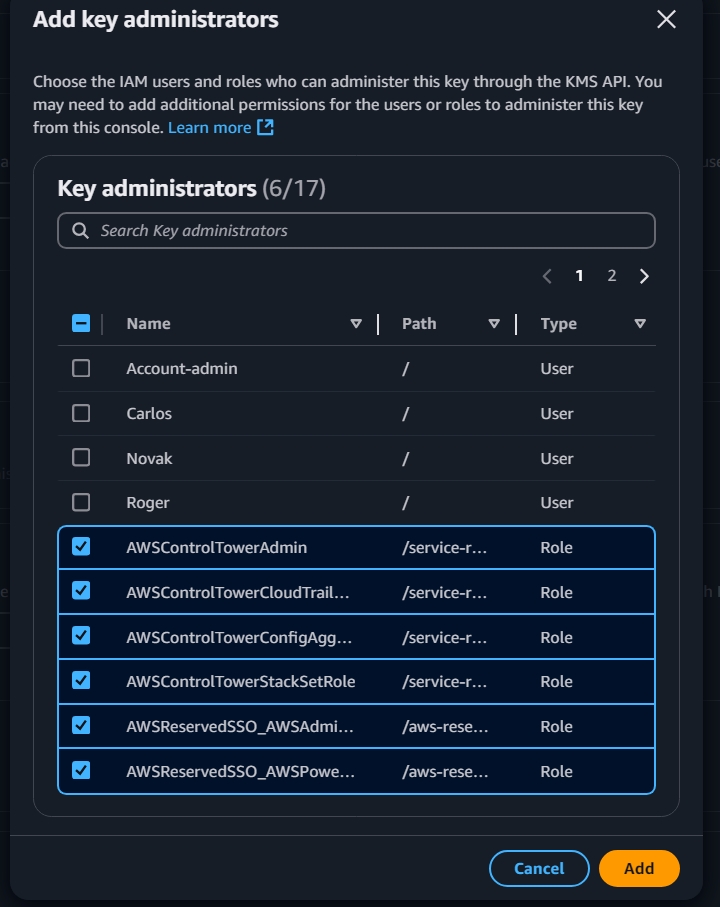 Add key administrators
Choose the IAM users and roles who can administer this key through the KMS API. You
may need to add additional permissions for the users or roles to administer this key
from this console. Learn more
Key administrators (6/17)
Search Key administrators
1 2
Name Path Type
Account-admin / User
Carlos / User
Novak / User
Roger / User
AWSControlTowerAdmin /service-r... Role
AWSControlTowerCloudTrail... /service-r... Role
AWSControlTowerConfigAgg... /service-r... Role
AWSControlTowerStackSetRole /service-r... Role
AWSReservedSSO_AWSAdmi... /aws-rese... Role
AWSReservedSSO_AWSPowe... /aws-rese... Role
Cancel Add